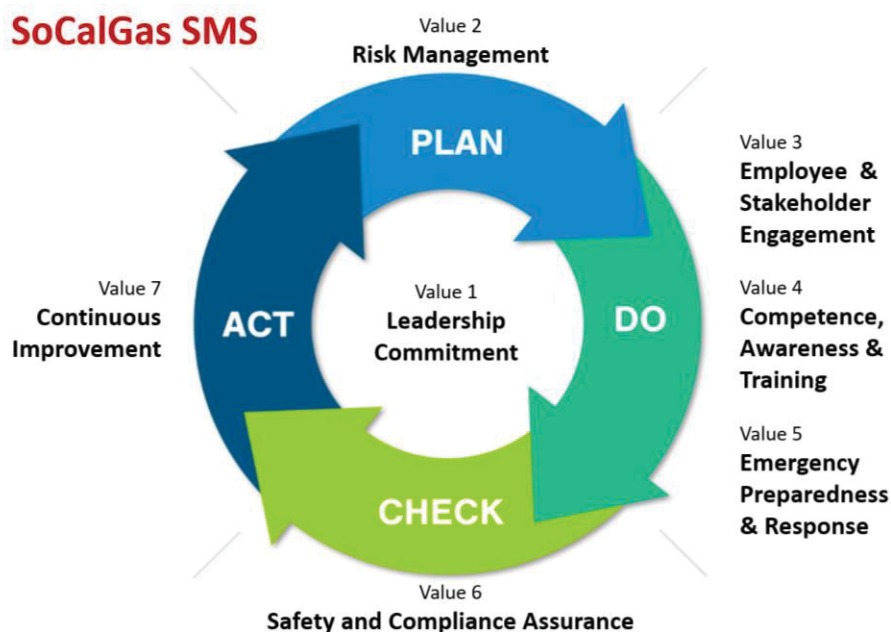 SoCalGas SMS
Value 2
Risk Management
PLAN
Value 3
Employee &
Stakeholder
Engagement
Value 7
Continuous
Improvement
ACT
Value 1
Leadership
Commitment
DO
Value 4
Competence,
Awareness &
Training
Value 5
Emergency
Preparedness
& Response
CHECK
Value 6
Safety and Compliance Assurance